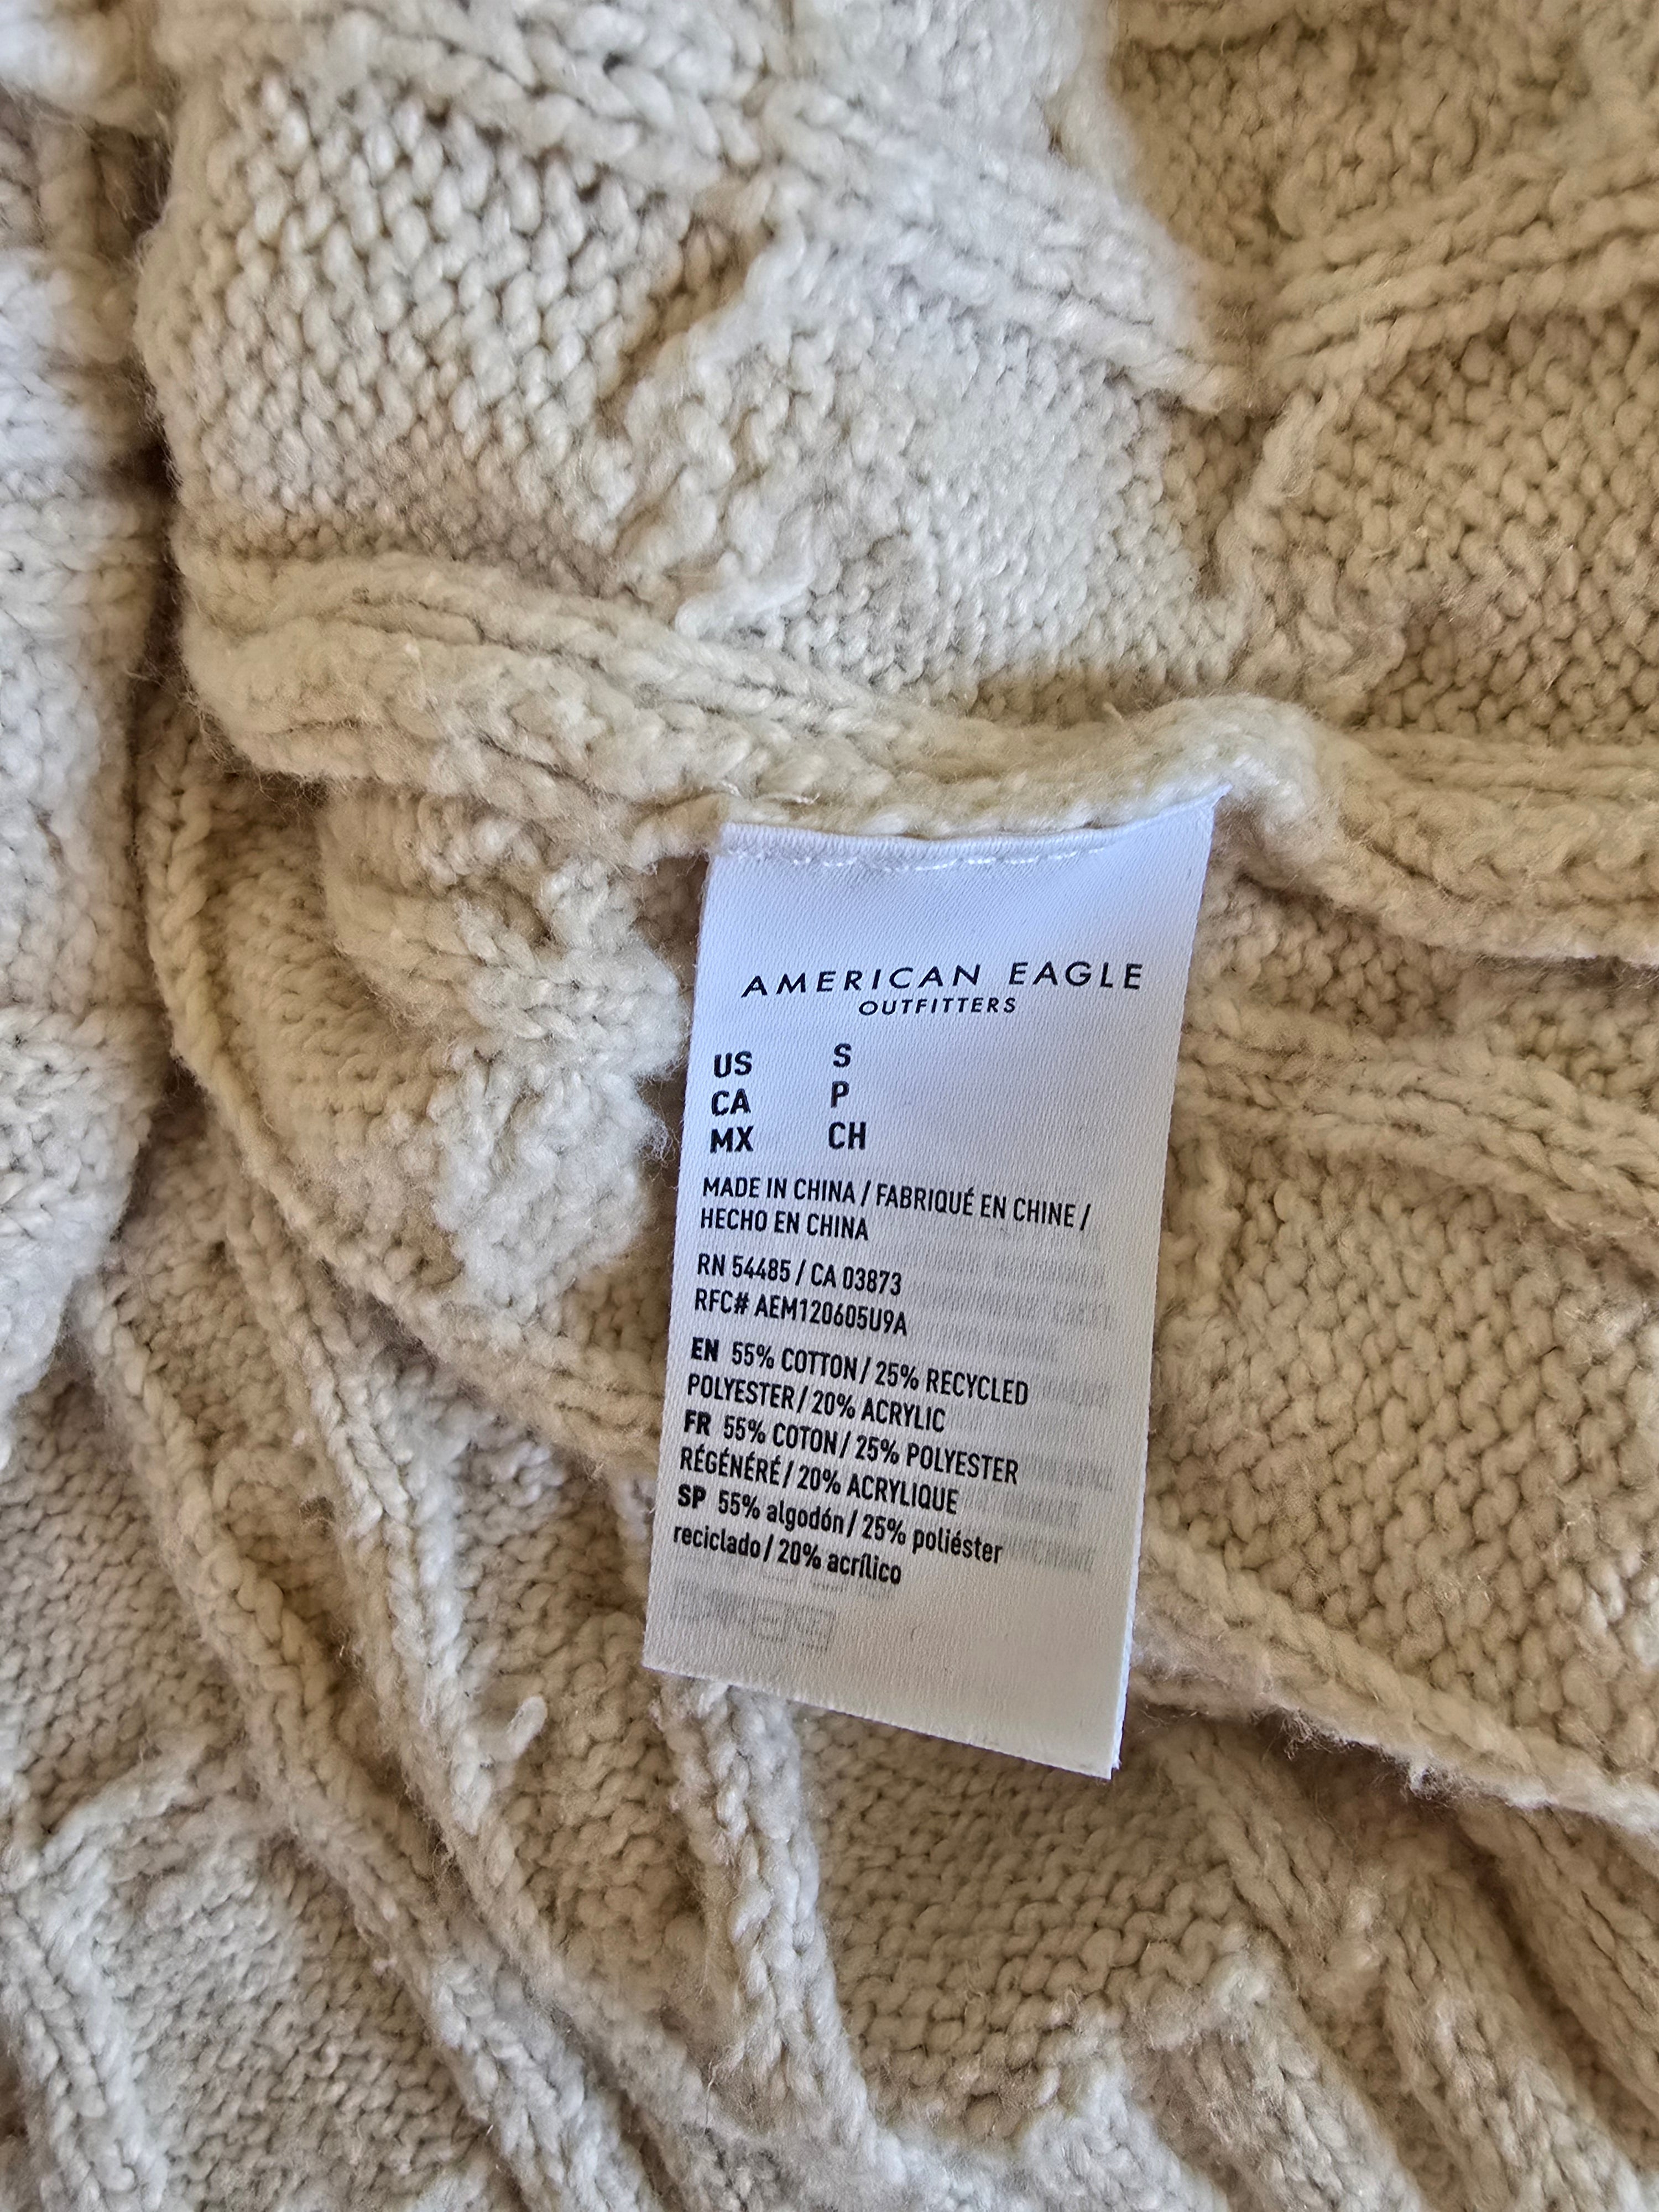 AMERICAN EAGLE
OUTFITTERS
US S
CA P
MX CH
MADE IN CHINA / FABRIQUÉ EN CHINE /
HECHO EN CHINA
RN 54485 / CA 03873
RFC# AEM120605U9A
EN 55% COTTON / 25% RECYCLED
POLYESTER / 20% ACRYLIC
FR 55% COTON / 25% POLYESTER
RÉGÉNÉRÉ / 20% ACRYLIQUE
SP 55% algodón / 25% poliéster
reciclado / 20% acrílico